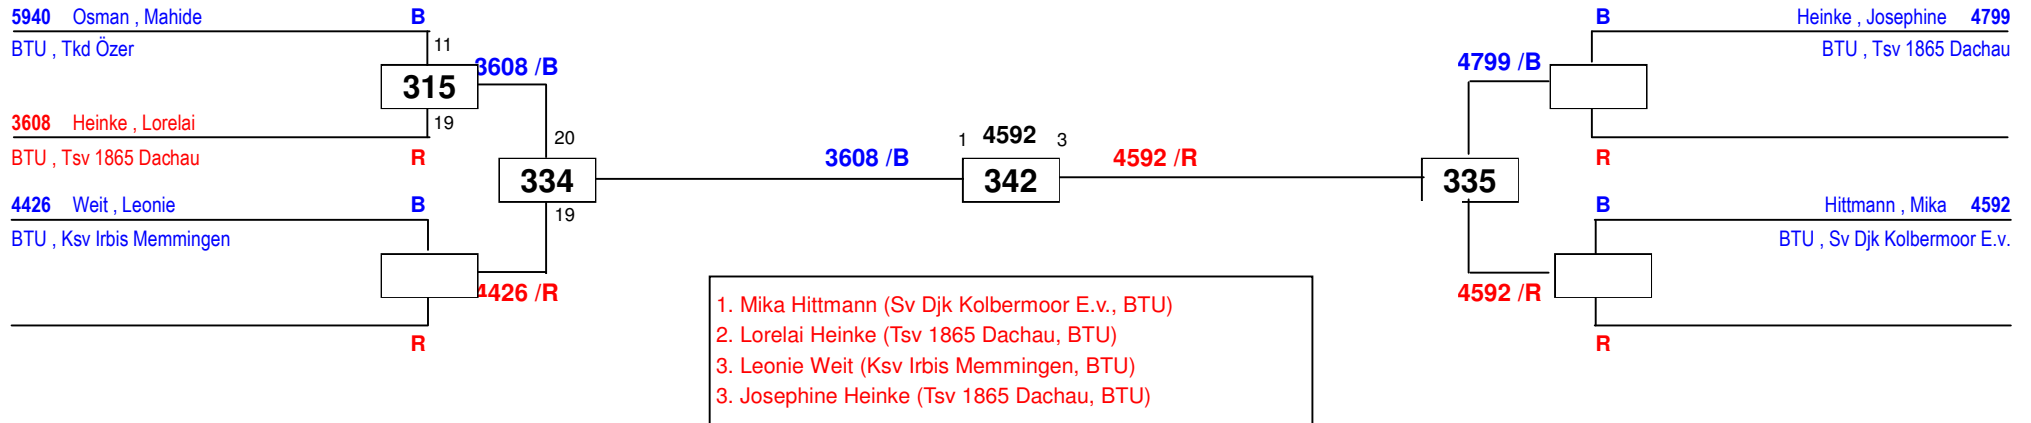 5940 Osman , Mahide B
BTU , Tkd Özer
11
315
3608 /B
3608 Heinke , Lorelai
19
BTU , Tsv 1865 Dachau R
20
334
19
4426 Weit , Leonie B
BTU , Ksv Irbis Memmingen
4426 /R
R
3608 /B
1 4592 3
342
4592 /R
B Heinke , Josephine 4799
BTU , Tsv 1865 Dachau
4799 /B
R
335
B Hittmann , Mika 4592
BTU , Sv Djk Kolbermoor E.v.
4592 /R
R
1. Mika Hittmann (Sv Djk Kolbermoor E.v., BTU)
2. Lorelai Heinke (Tsv 1865 Dachau, BTU)
3. Leonie Weit (Ksv Irbis Memmingen, BTU)
3. Josephine Heinke (Tsv 1865 Dachau, BTU)